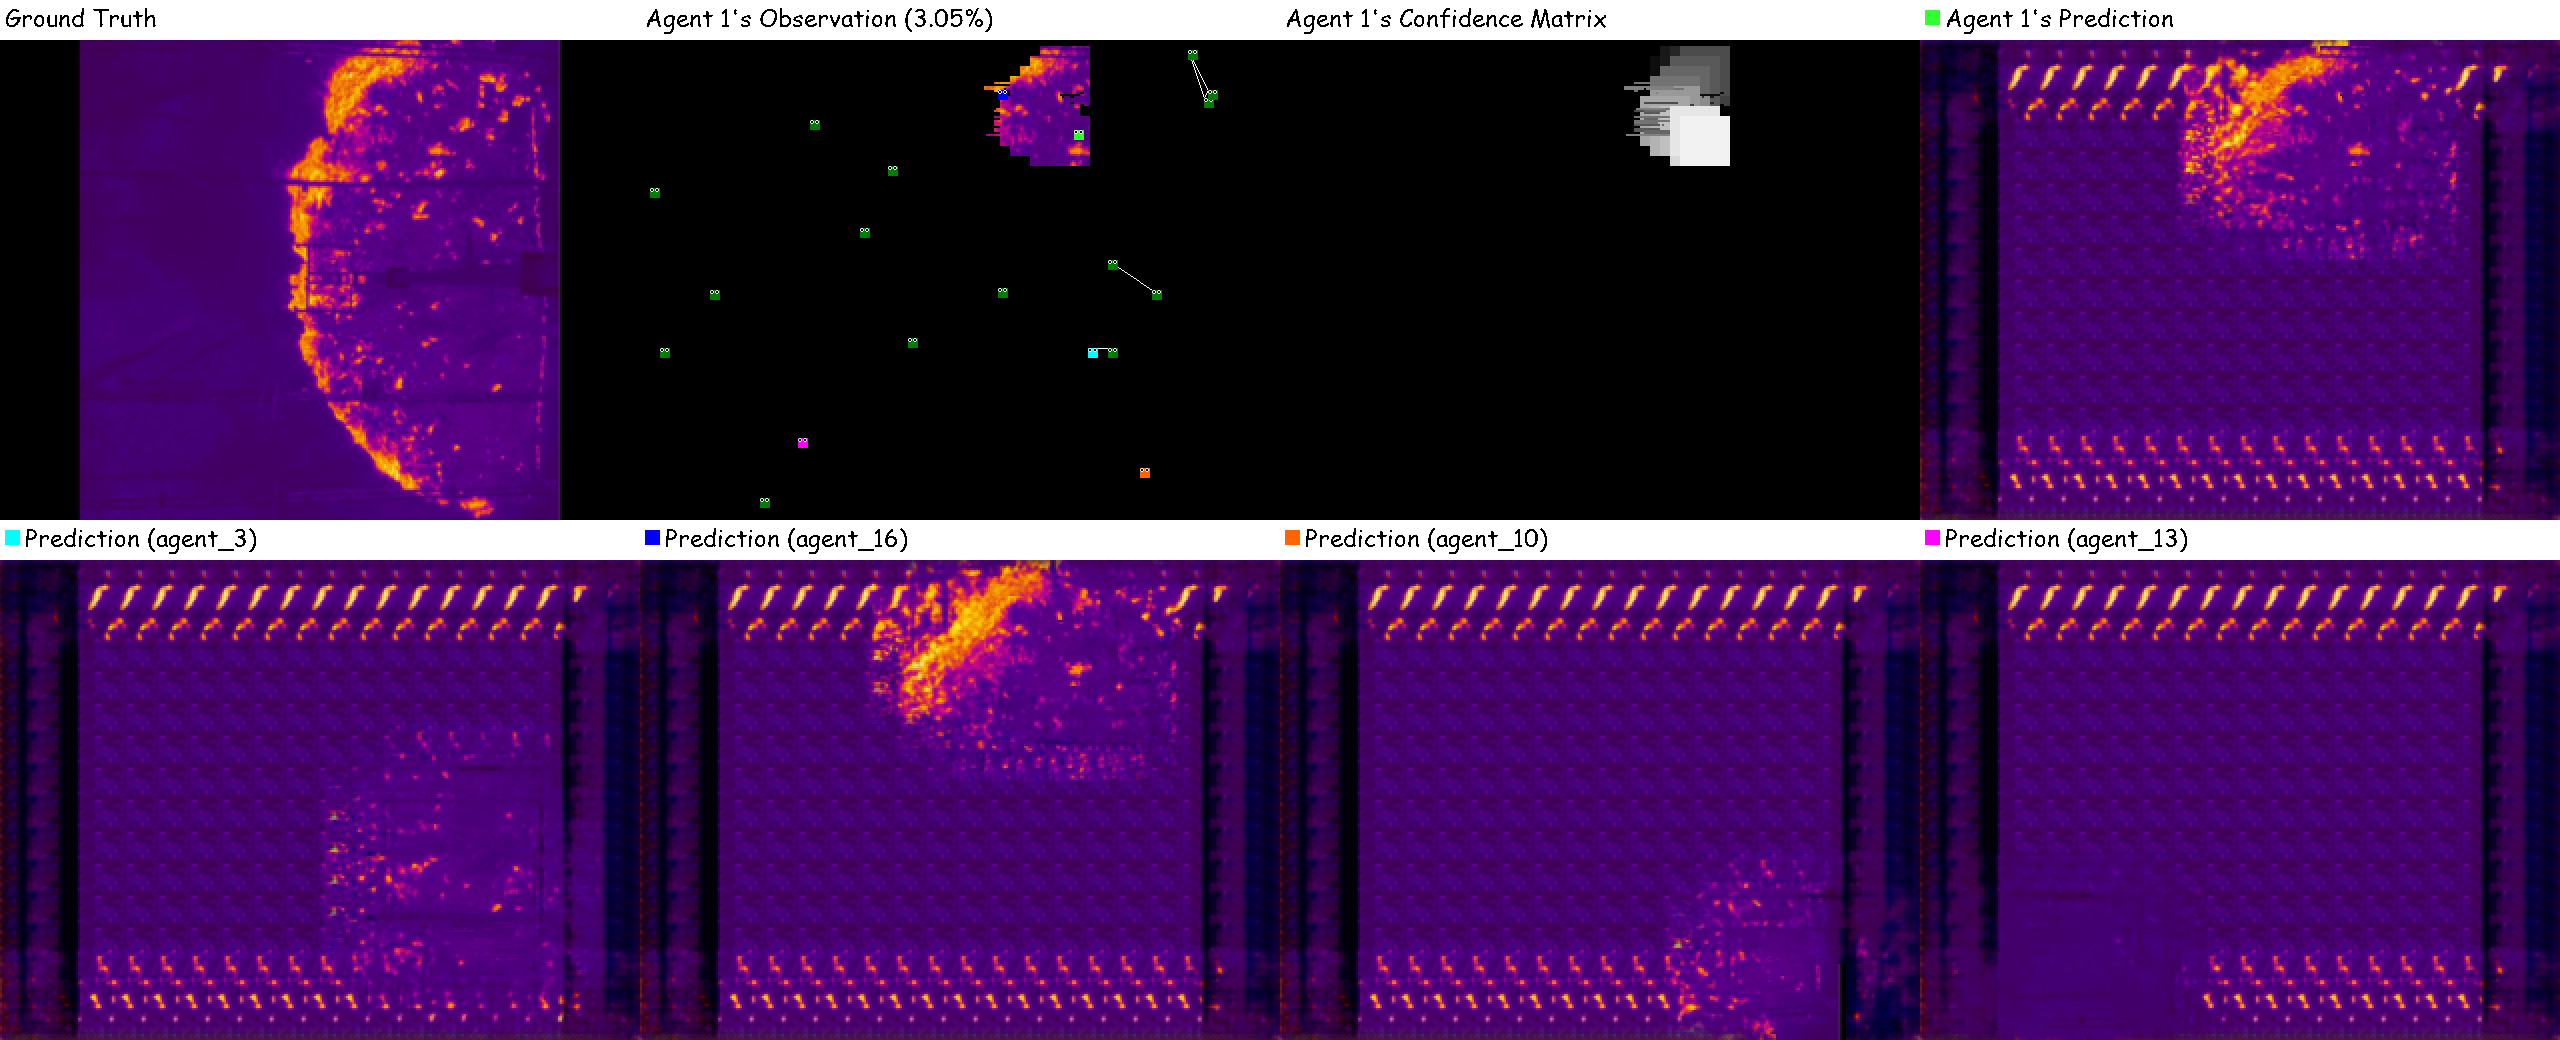 Ground Truth
Agent 1's Observation (3.05%)
Agent 1's Confidence Matrix
Agent 1's Prediction
Prediction (agent_3)
Prediction (agent_16)
Prediction (agent_10)
Prediction (agent_13)